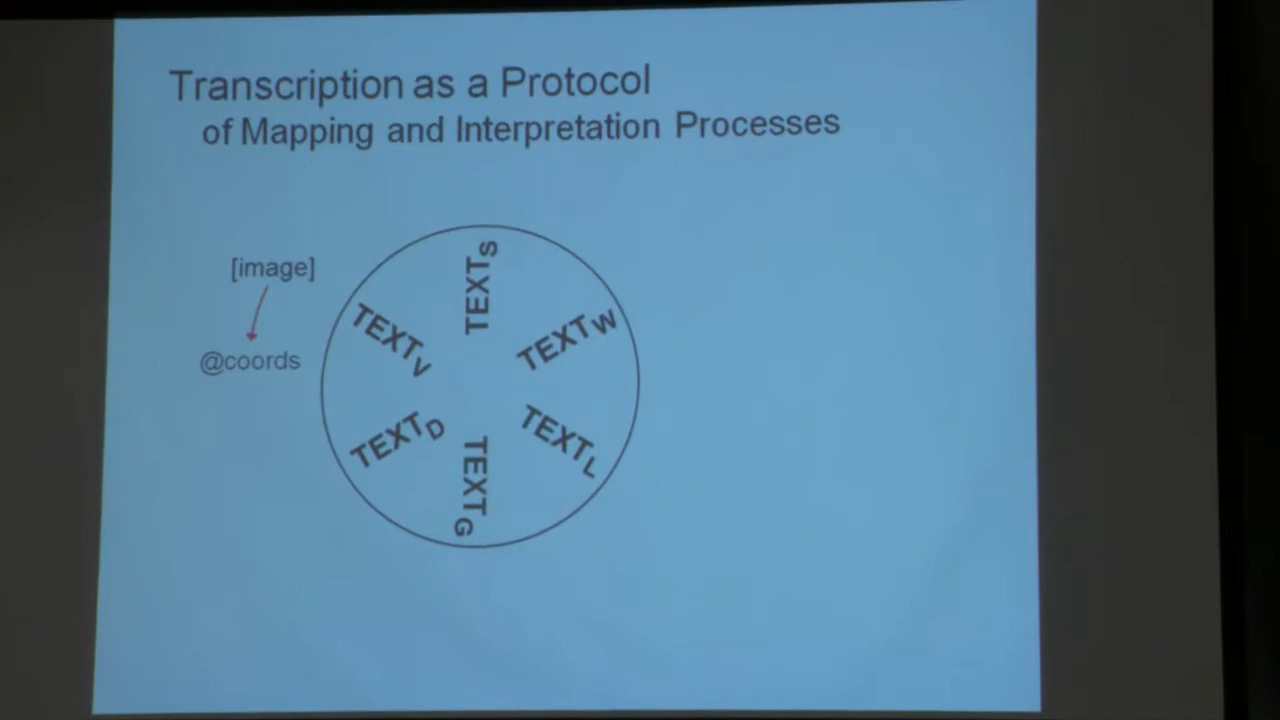 Transcription as a Protocol
of Mapping and Interpretation Processes
[image]
@coords
TEXTS
TEXTW
TEXTL
TEXTG
TEXTD
TEXTV